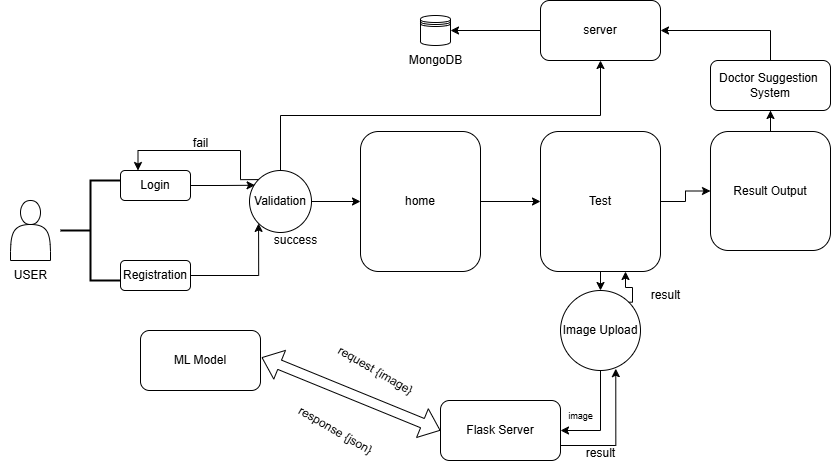 server
MongoDB
Doctor Suggestion
System
fail
Login
Validation
home
Test
Result Output
success
USER
Registration
result
Image Upload
ML Model
request {image}
response {json}
image
Flask Server
result